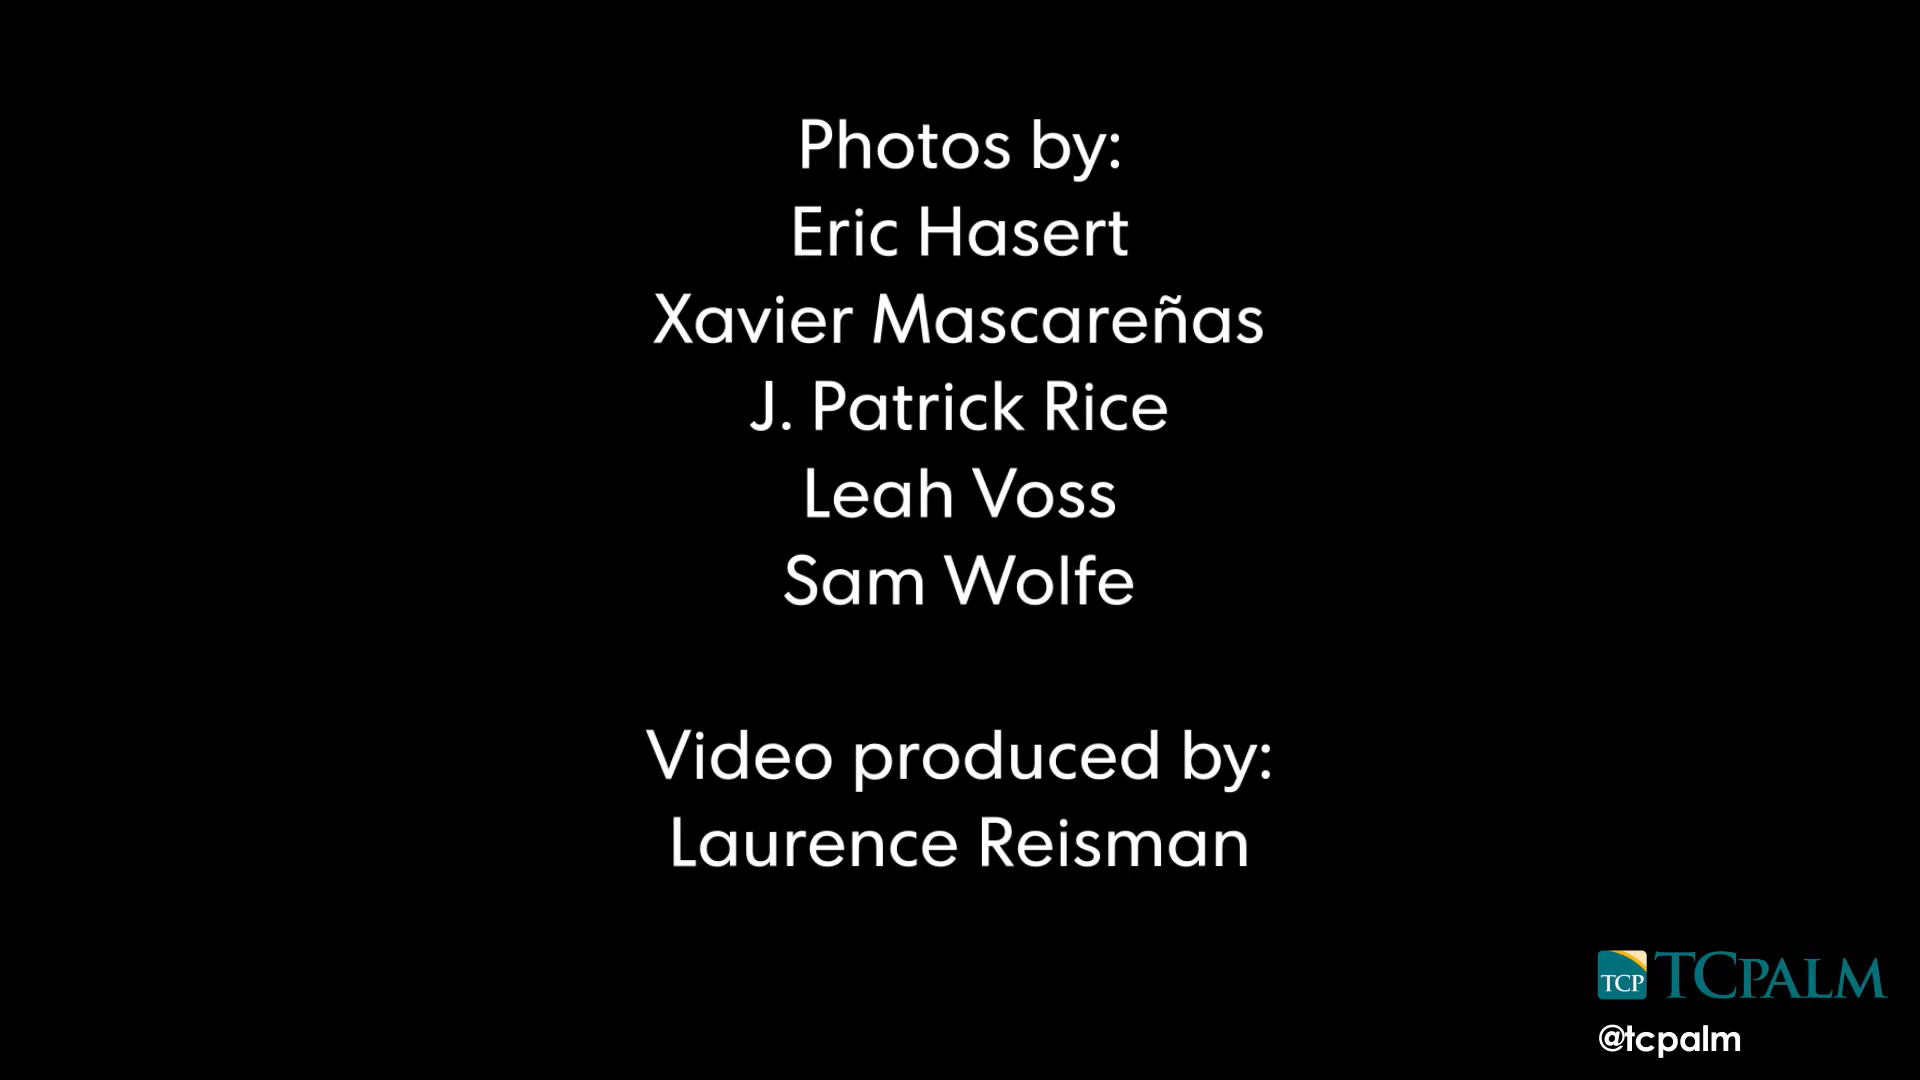 Photos by:
Eric Hasert
Xavier Mascareñas
J. Patrick Rice
Leah Voss
Sam Wolfe
Video produced by:
Laurence Reisman
TCP TCPALM
@tcpalm